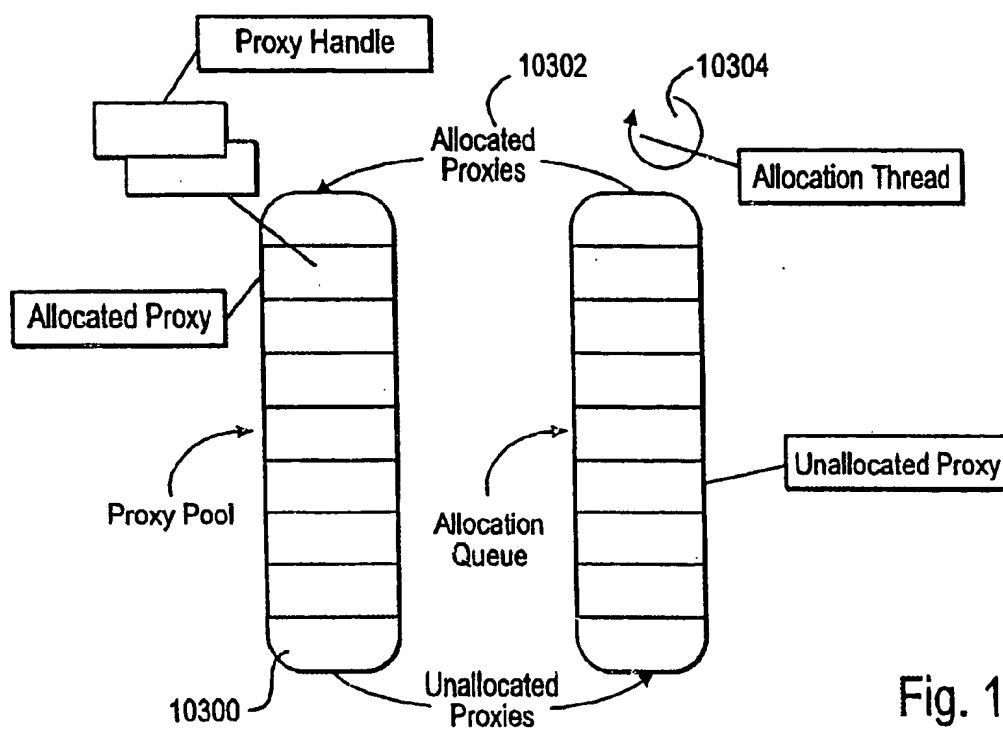 Proxy Handle
10302
10304
Allocated
Proxies
Allocation Thread
Allocated Proxy
Unallocated Proxy
Proxy Pool
Allocation
Queue
10300
Unallocated
Proxies
Fig. 1